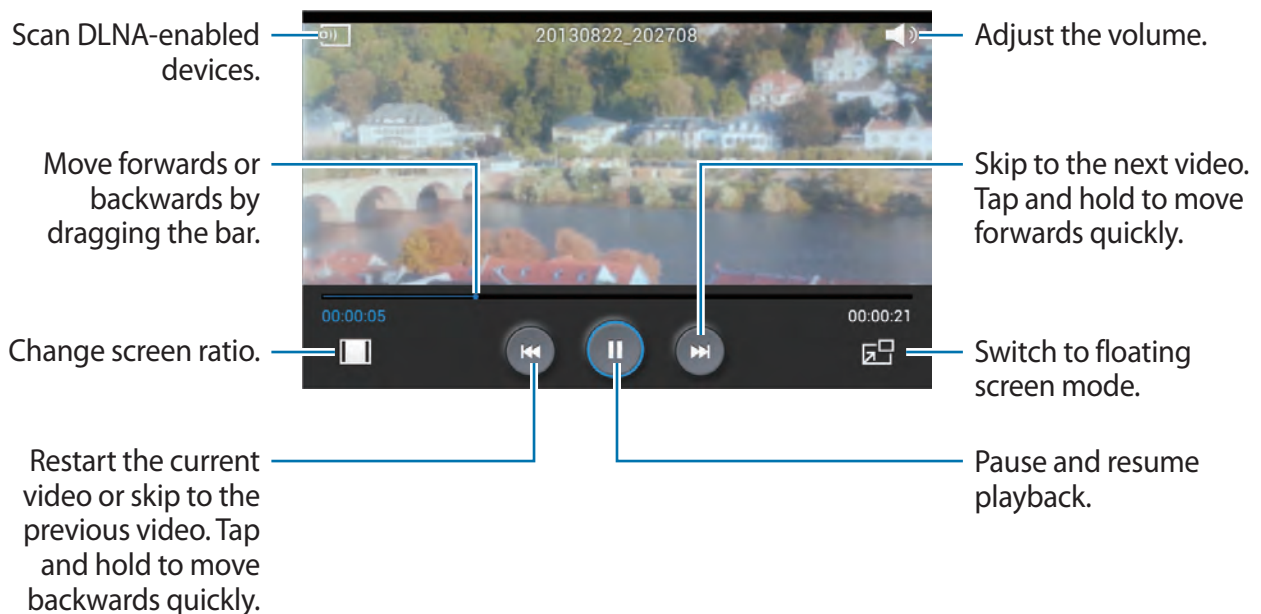 Scan DLNA-enabled
devices.
20130822_202708
Adjust the volume.
Move forwards or
backwards by
dragging the bar.
Skip to the next video.
Tap and hold to move
forwards quickly.
00:00:05
00:00:21
Change screen ratio.
Switch to floating
screen mode.
Restart the current
video or skip to the
previous video. Tap
and hold to move
backwards quickly.
Pause and resume
playback.